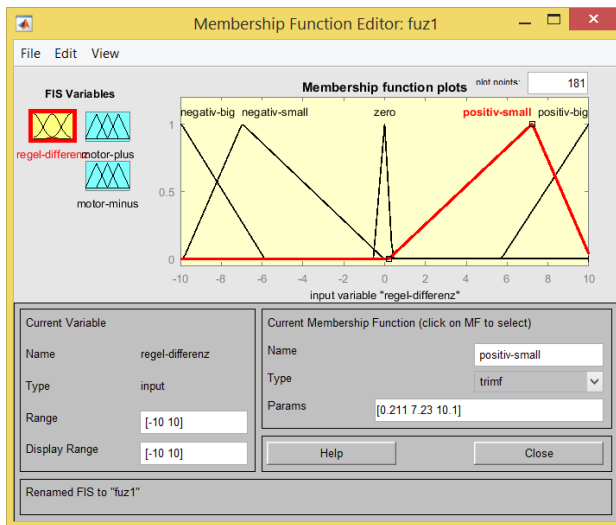 Membership Function Editor: fuz1
File Edit View
FIS Variables
regel-differenz
motor-plus
motor-minus
Membership function plots
plot points:
181
negativ-big negativ-small zero positiv-small positiv-big
1
0.5
0
-10 -8 -6 -4 -2 0 2 4 6 8 10
input variable "regel-differenz"
Current Variable
Name regel-differenz
Type input
Range [-10 10]
Display Range [-10 10]
Current Membership Function (click on MF to select)
Name positiv-small
Type trimf
Params [0.211 7.23 10.1]
Help Close
Renamed FIS to "fuz1"